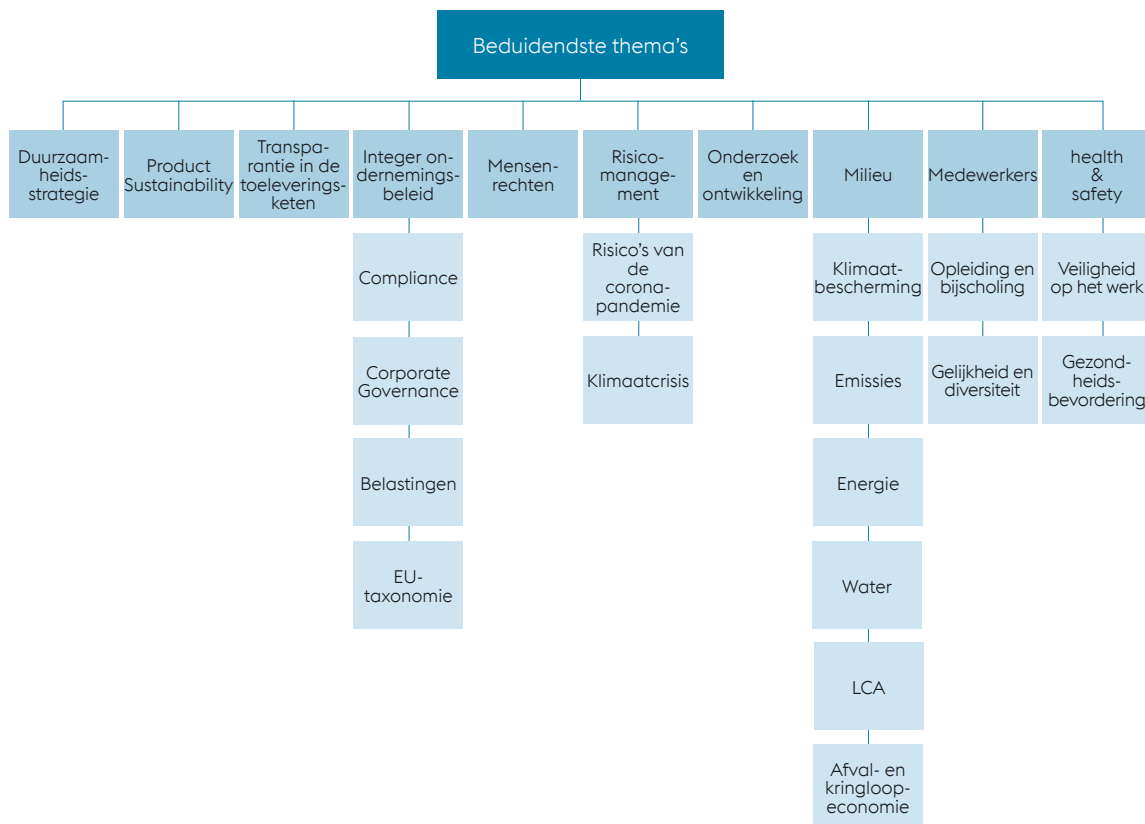 Beduidendste thema's
Duurzaam-
heids-
strategie
Product
Sustainability
Transpa-
rantie in de
toeleverings-
keten
Integer on-
dernemings-
beleid
Mensen-
rechten
Risico-
manage-
ment
Onderzoek
en
ontwikkeling
Milieu
Medewerkers
health
&
safety
Compliance
Risico's van
de
corona-
pandemie
Klimaat-
bescherming
Opleiding en
bijscholing
Veiligheid
op het werk
Corporate
Governance
Klimaatcrisis
Emissies
Gelijkheid en
diversiteit
Gezond-
heids-
bevordering
Belastingen
Energie
EU-
taxonomie
Water
LCA
Afval- en
kringloop-
economie